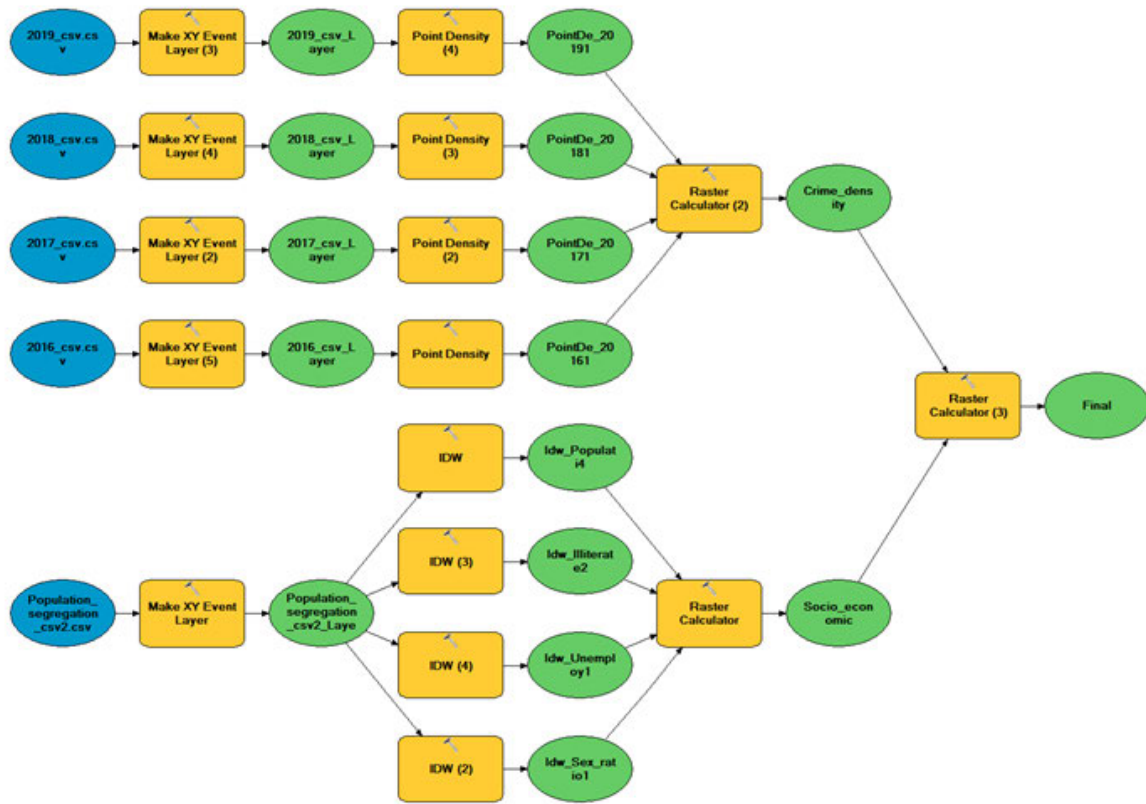 2019_csv.cs
v
Make XY Event
Layer (3)
2019_csv_L
ayer
Point Density
(4)
PointDe_20
191
2018_csv.cs
v
Make XY Event
Layer (4)
2018_csv_L
ayer
Point Density
(3)
PointDe_20
181
Raster
Calculator (2)
Crime_dens
ity
2017_csv.cs
v
Make XY Event
Layer (2)
2017_csv_L
ayer
Point Density
(2)
PointDe_20
171
2016_csv.cs
v
Make XY Event
Layer (5)
2016_csv_L
ayer
Point Density
PointDe_20
161
Raster
Calculator (3)
Final
IDW
Idw_Populat
i4
IDW (3)
Idw_Illiterat
e2
Population_
segregation
_csv2.csv
Make XY Event
Layer
Population_
segregation
_csv2_Laye
Raster
Calculator
Socio_econ
omic
IDW (4)
Idw_Unempl
oy1
IDW (2)
Idw_Sex_rat
io1